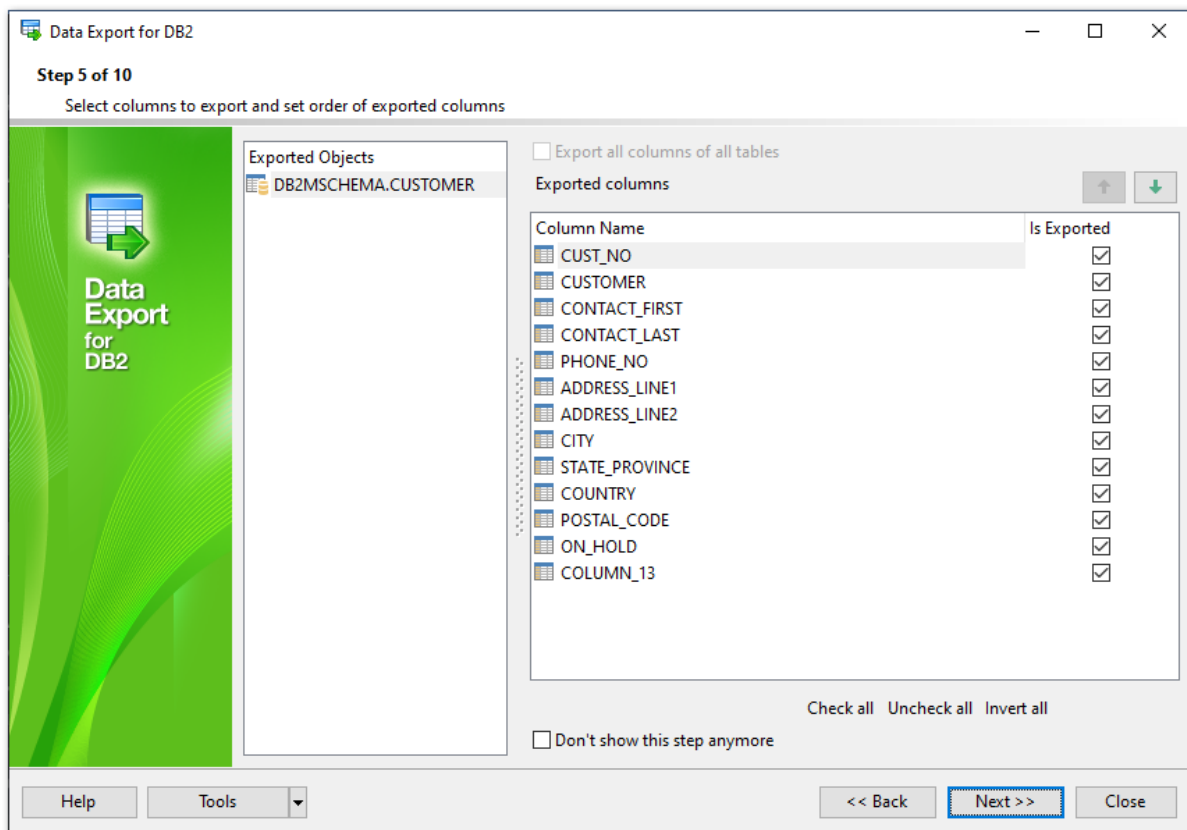 Data Export for DB2
Step 5 of 10
Select columns to export and set order of exported columns
Data
Export
for
DB2
Exported Objects
DB2MSCHEMA.CUSTOMER
Export all columns of all tables
Exported columns
Column Name Is Exported
CUST_NO
CUSTOMER
CONTACT_FIRST
CONTACT_LAST
PHONE_NO
ADDRESS_LINE1
ADDRESS_LINE2
CITY
STATE_PROVINCE
COUNTRY
POSTAL_CODE
ON_HOLD
COLUMN_13
Check all Uncheck all Invert all
Don't show this step anymore
Help Tools << Back Next >> Close